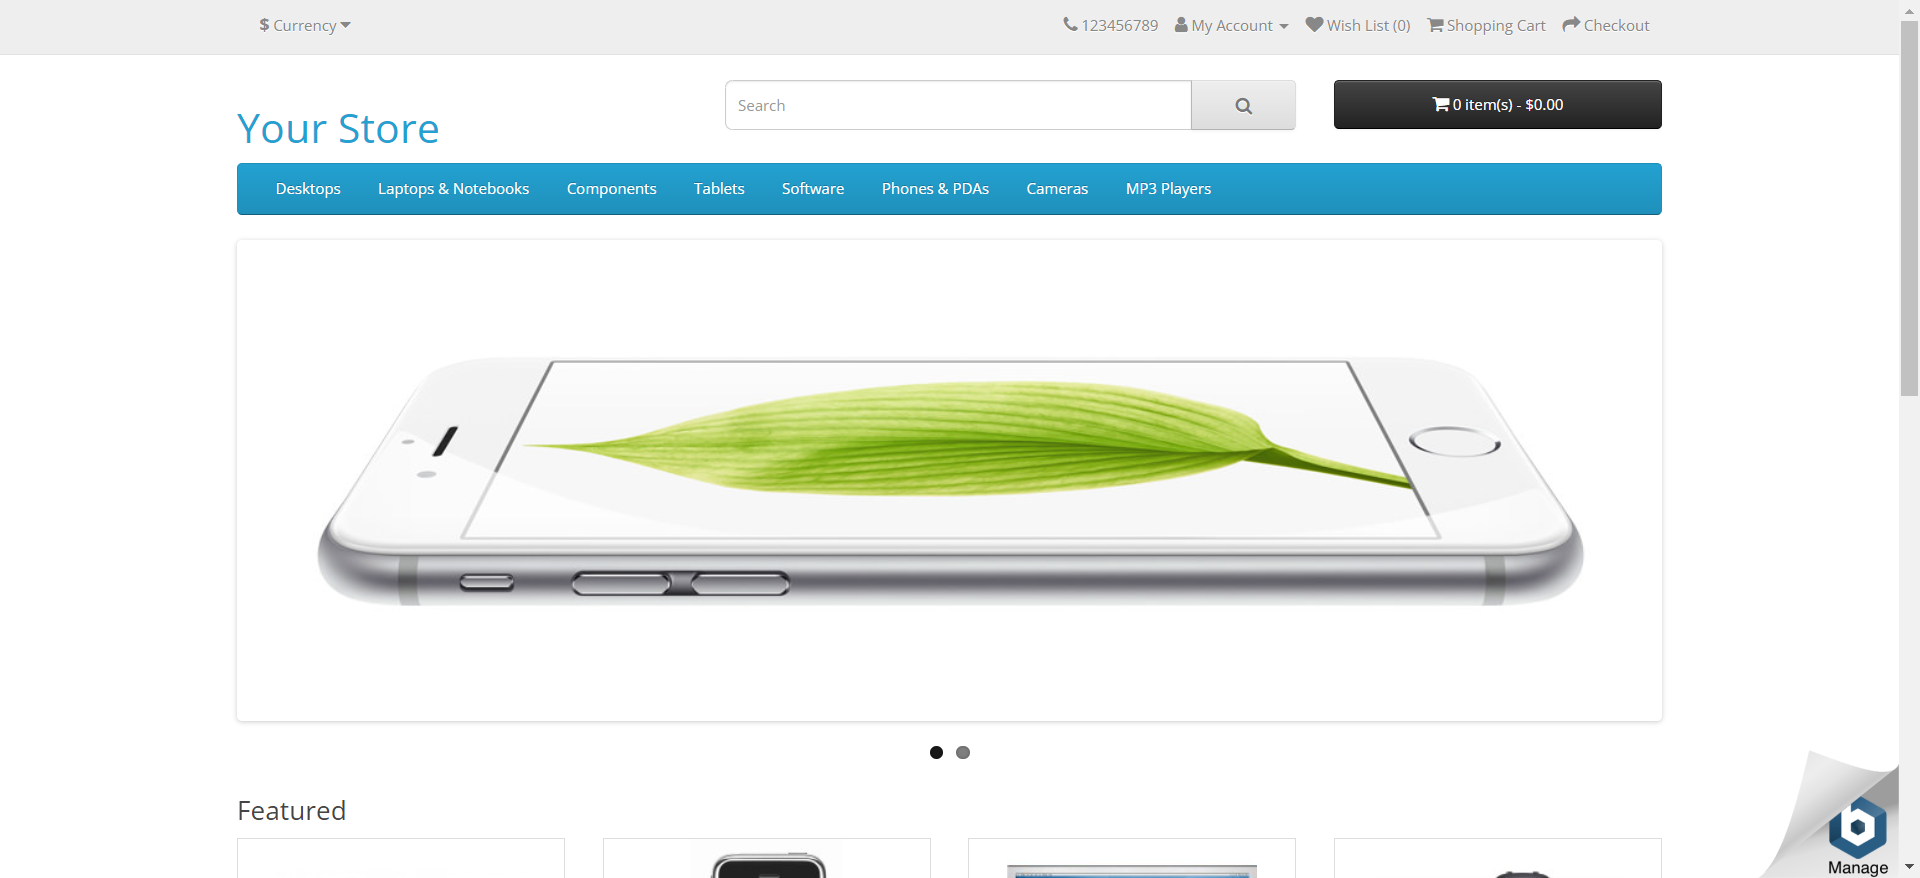 $ Currency
123456789 My Account Wish List (0) Shopping Cart Checkout
Your Store
Search
0 item(s) - $0.00
Desktops Laptops & Notebooks Components Tablets Software Phones & PDAs Cameras MP3 Players
Featured
b
Manage